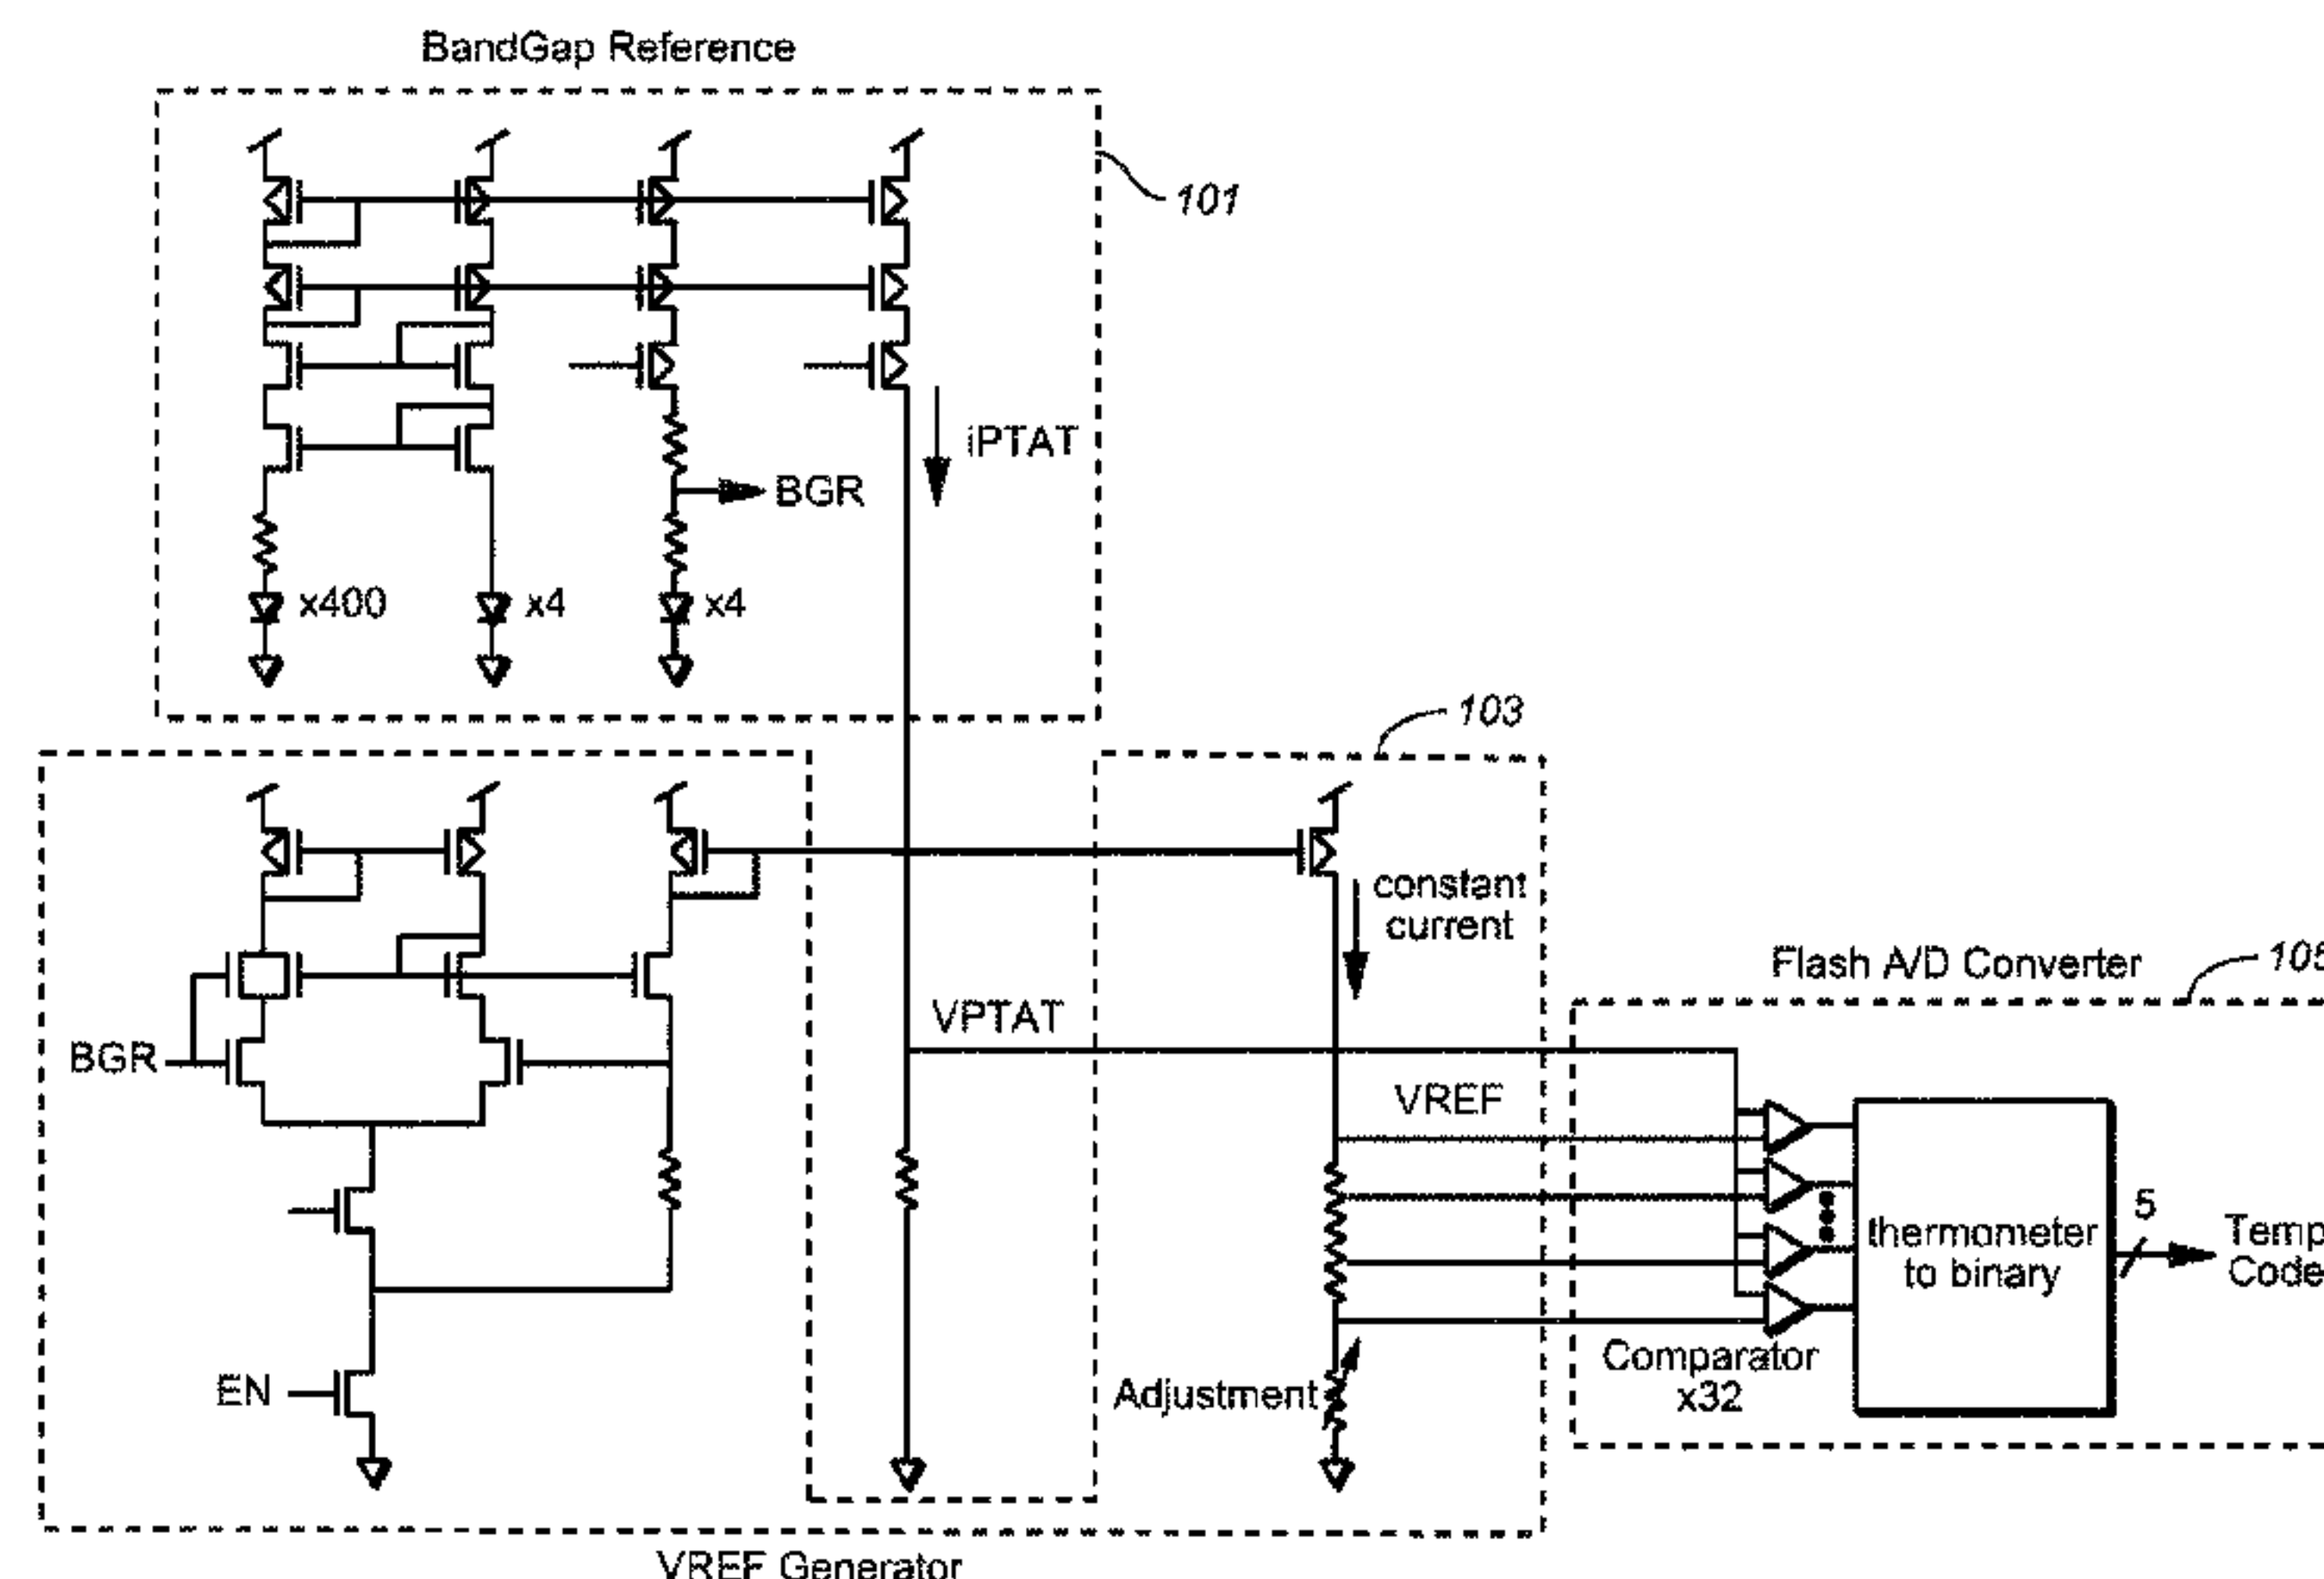 BandGap Reference
101
iPTAT
BGR
x400
x4
x4
103
constant
current
Flash A/D Converter
VPTAT
BGR
VREF
5
thermometer
to binary
Temp
Code
Comparator
x32
EN
Adjustment
VREF Generator